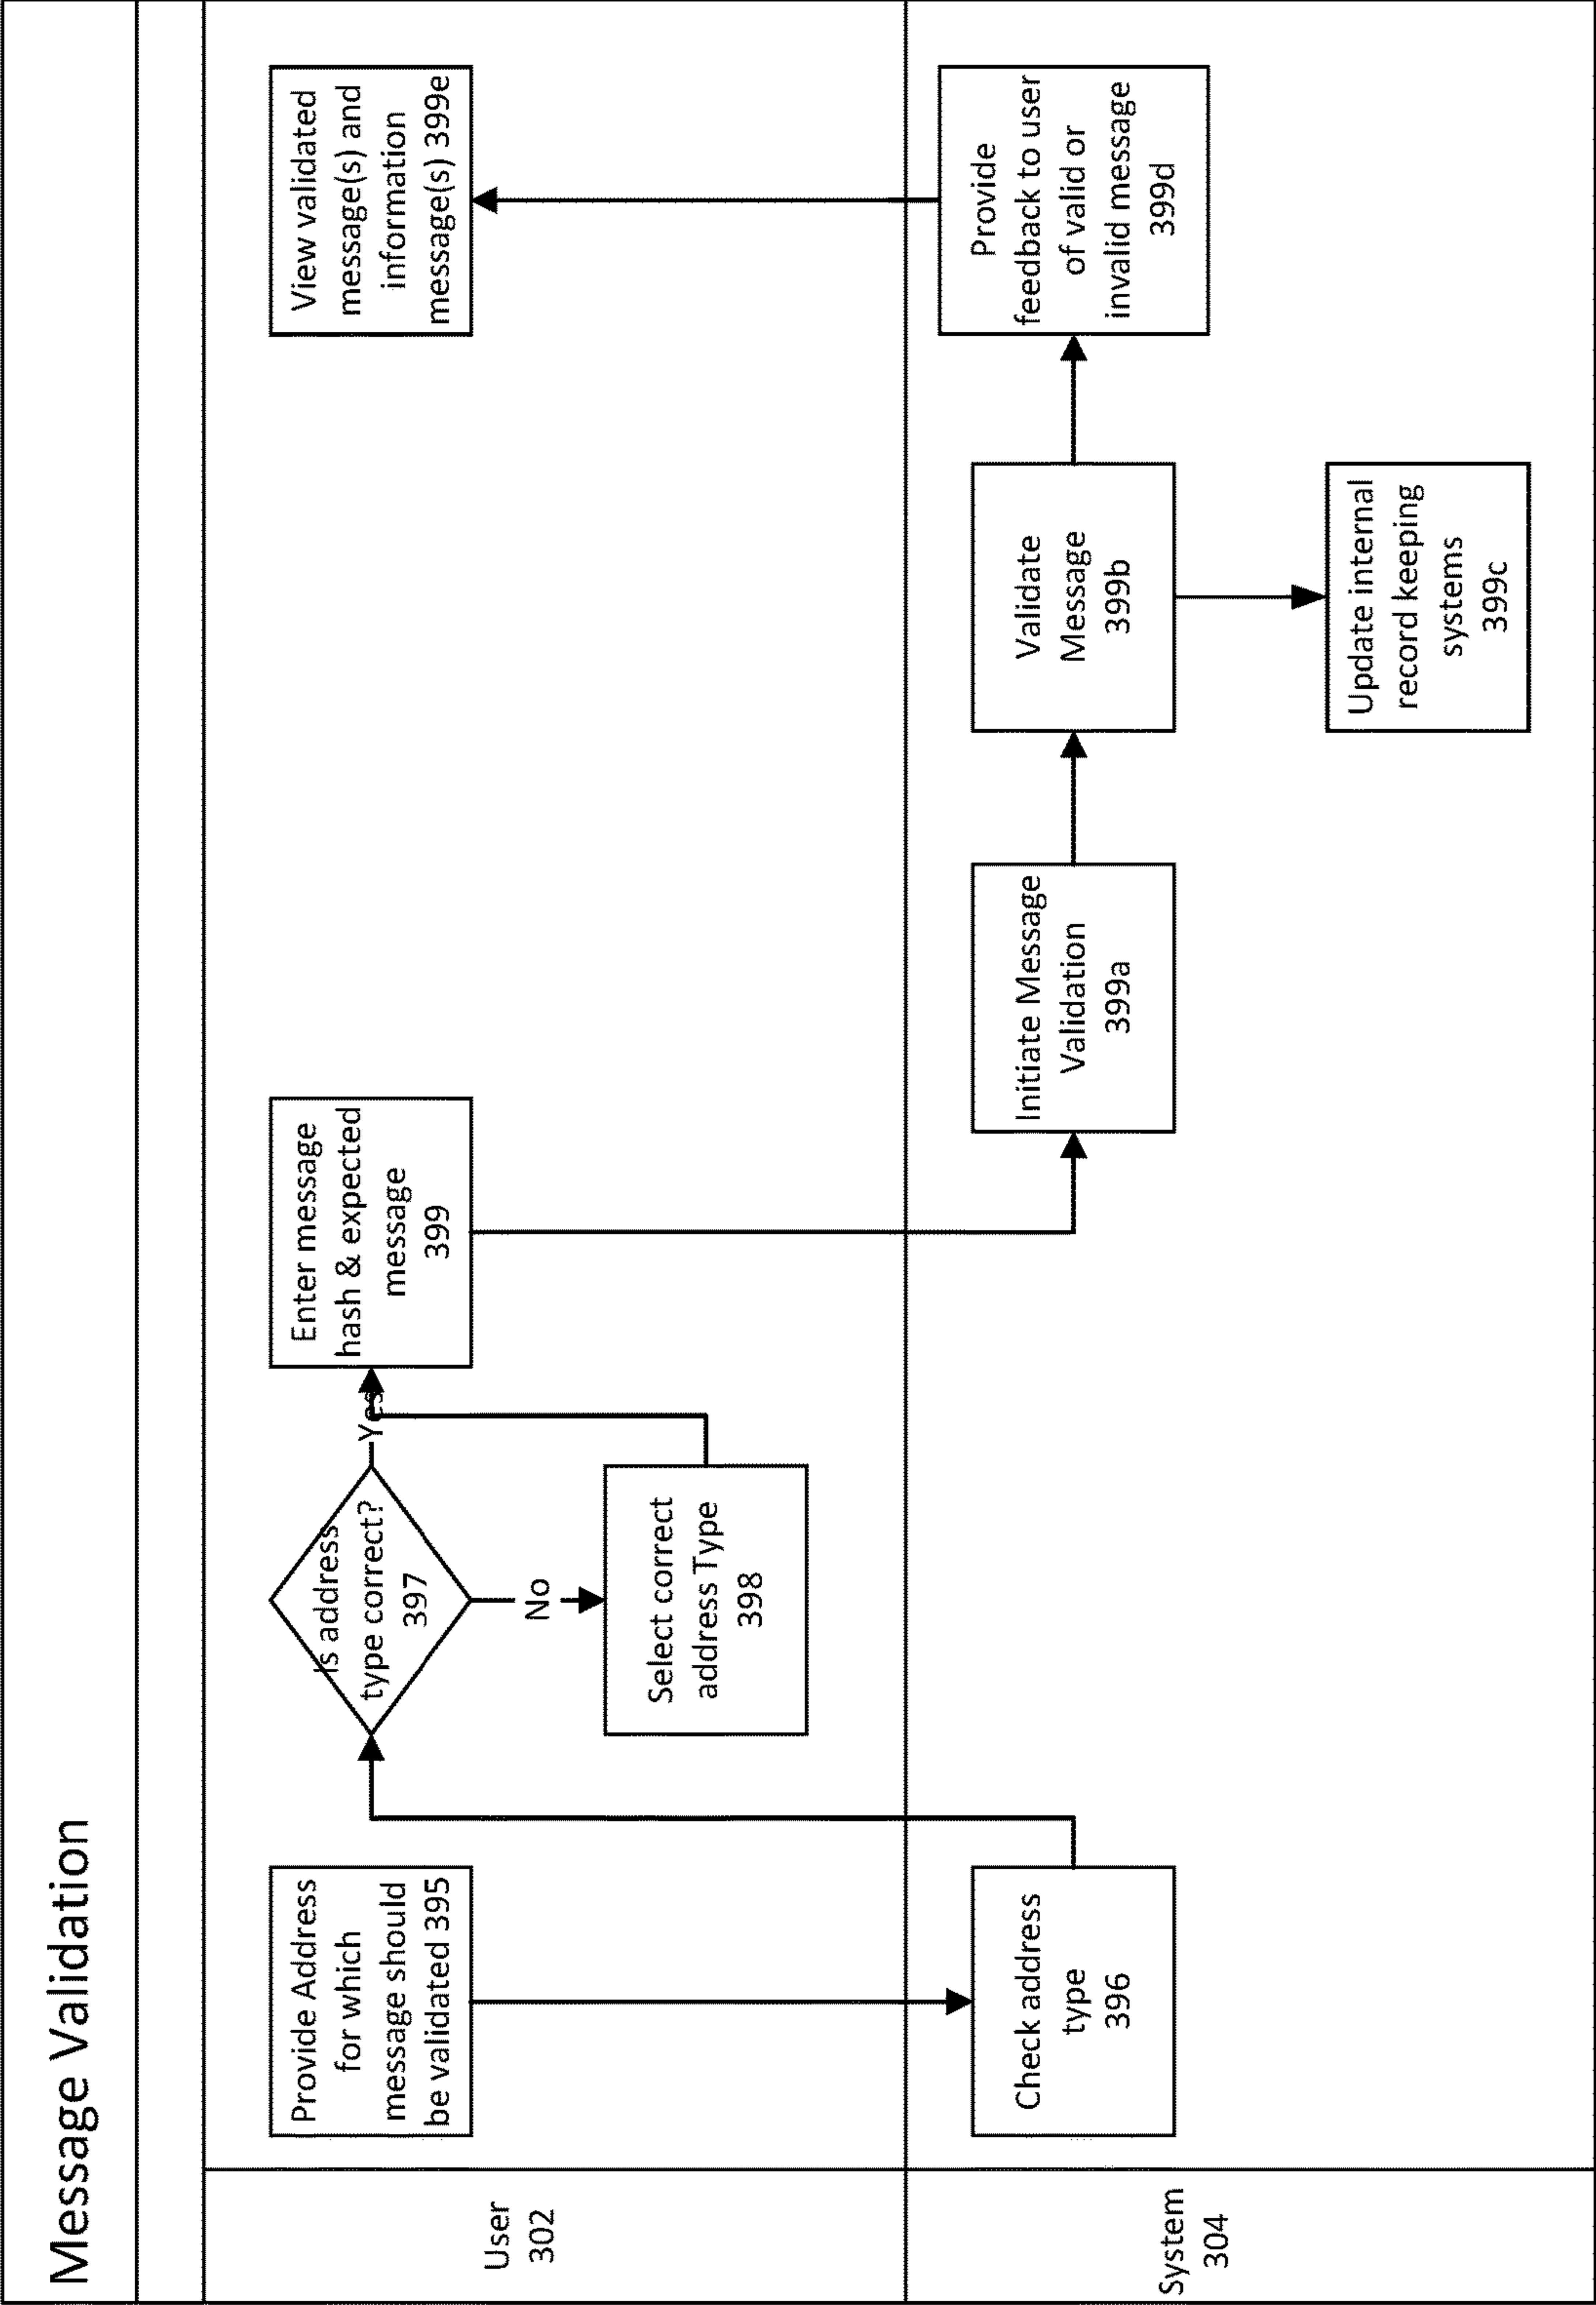 Message Validation
User
302
Provide Address
for which
message should
be validated 395
Is address
type correct?
397
Yes
No
Select correct
address Type
398
Enter message
hash & expected
message
399
View validated
message(s) and
information
message(s) 399e
System
304
Check address
type
396
Initiate Message
Validation
399a
Validate
Message
399b
Update internal
record keeping
systems
399c
Provide
feedback to user
of valid or
invalid message
399d